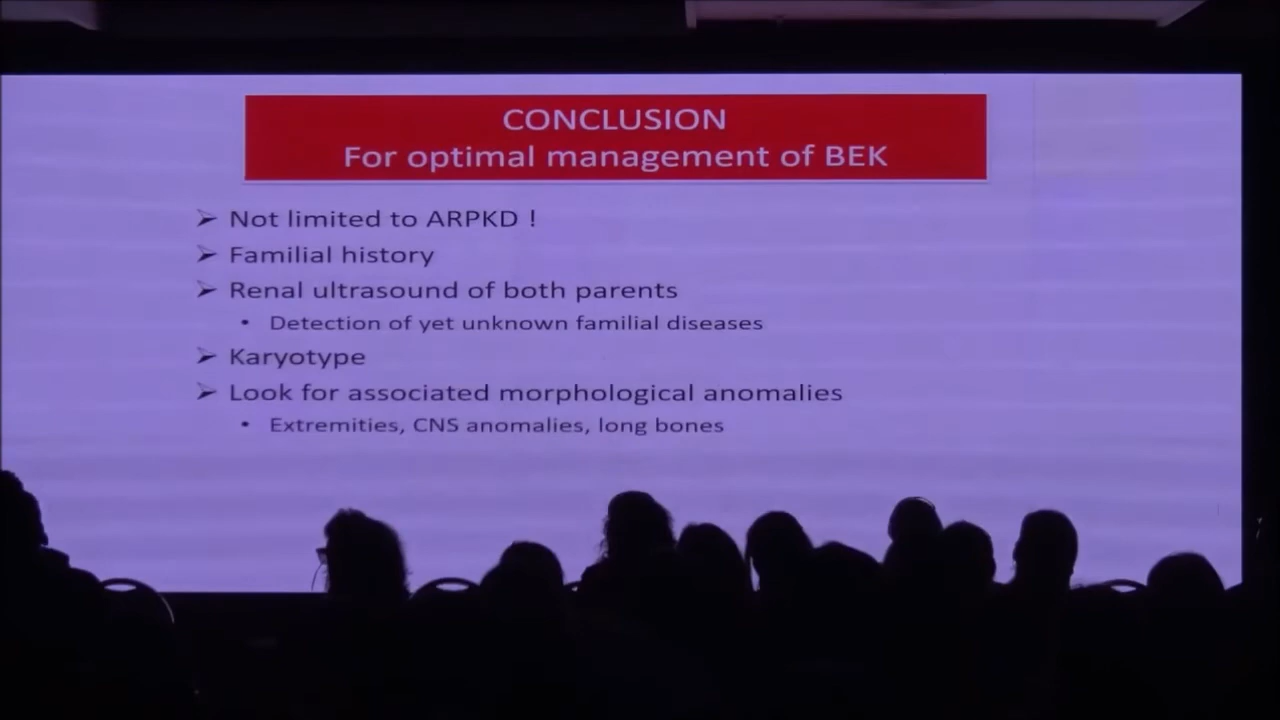 CONCLUSION
For optimal management of BEK
➢ Not limited to ARPKD !
➢ Familial history
➢ Renal ultrasound of both parents
• Detection of yet unknown familial diseases
➢ Karyotype
➢ Look for associated morphological anomalies
• Extremities, CNS anomalies, long bones